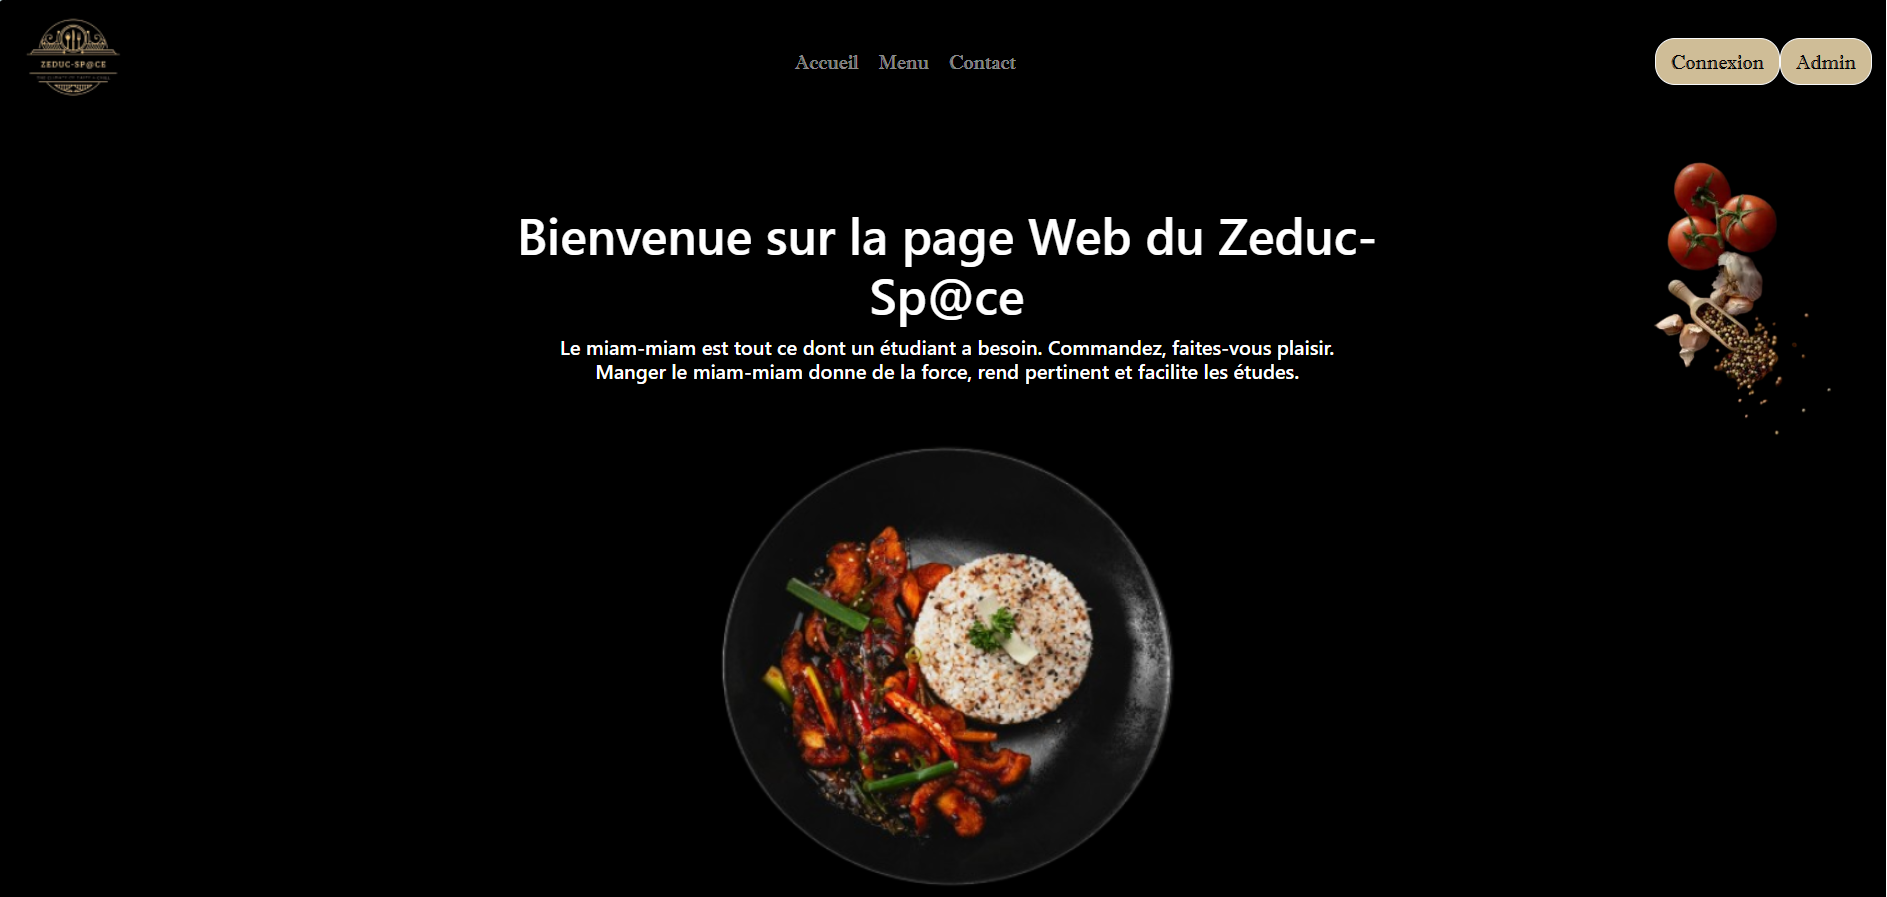 ZEDUC-SP@CE
Accueil Menu Contact
Connexion Admin
Bienvenue sur la page Web du Zeduc-
Sp@ce
Le miam-miam est tout ce dont un étudiant a besoin. Commandez, faites-vous plaisir.
Manger le miam-miam donne de la force, rend pertinent et facilite les études.